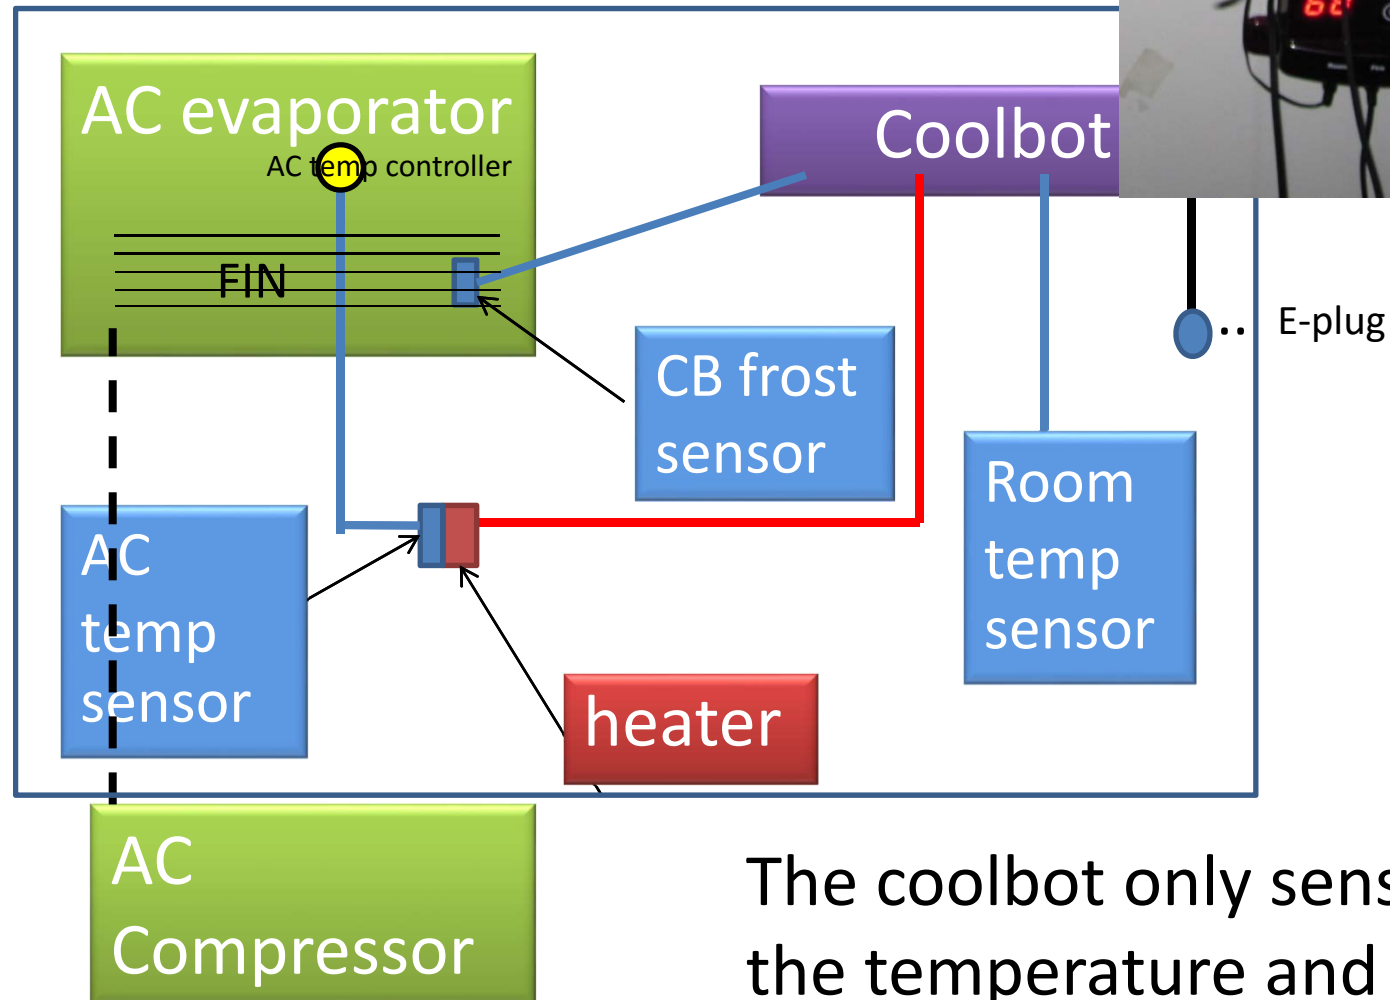 AC evaporator
AC temp controller
FIN
Coolbot
E-plug
CB frost
sensor
Room
temp
sensor
AC
temp
sensor
heater
AC
Compressor
The coolbot only sens
the temperature and